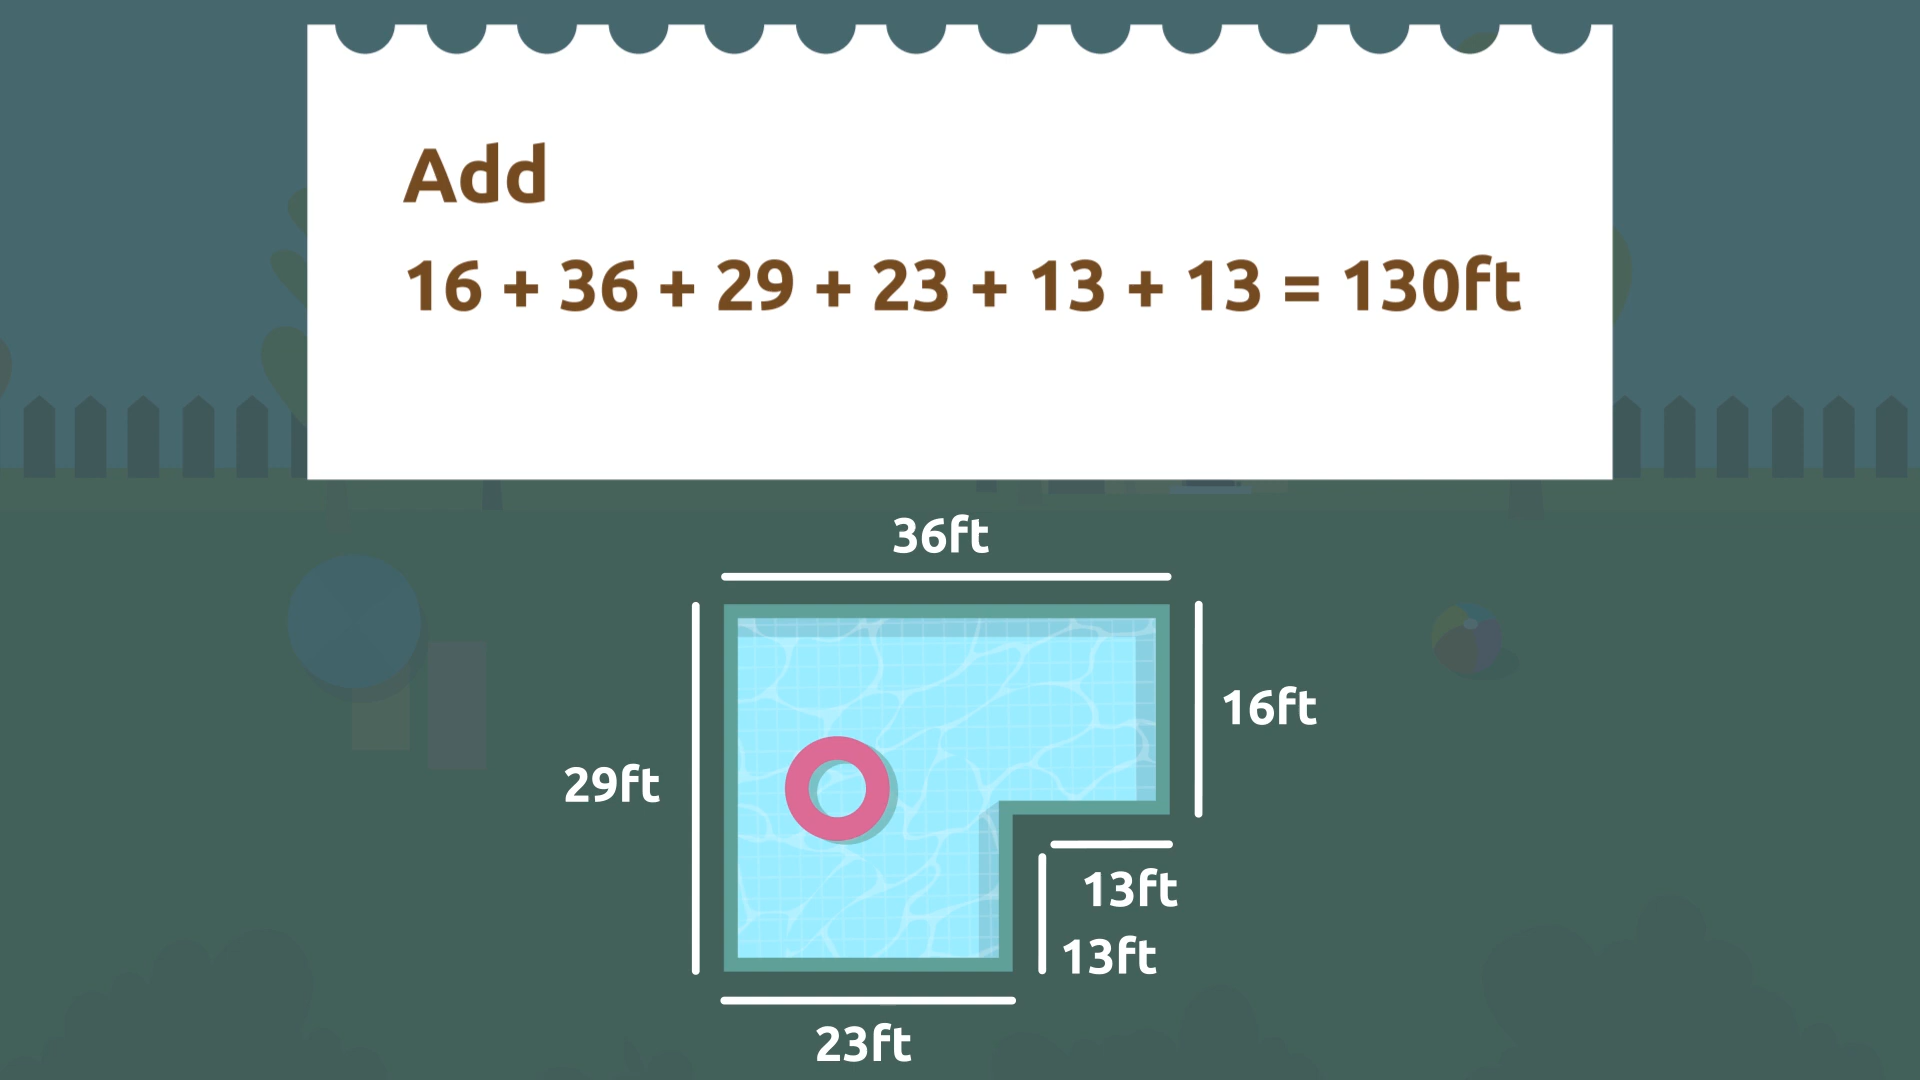 Add
16 + 36 + 29 + 23 + 13 + 13 = 130ft
36ft
16ft
29ft
13ft
13ft
23ft